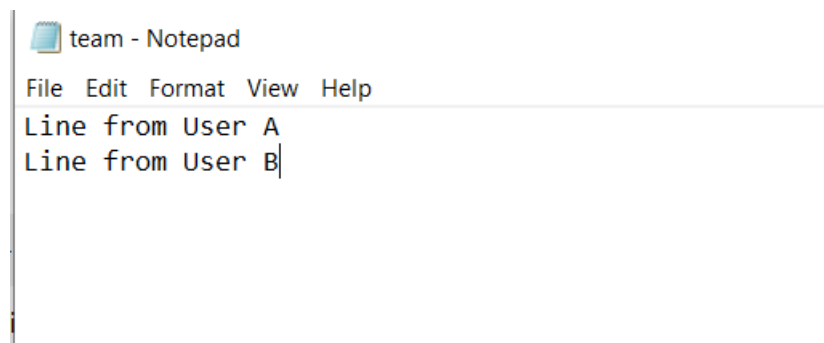 team - Notepad
File Edit Format View Help
Line from User A
Line from User B